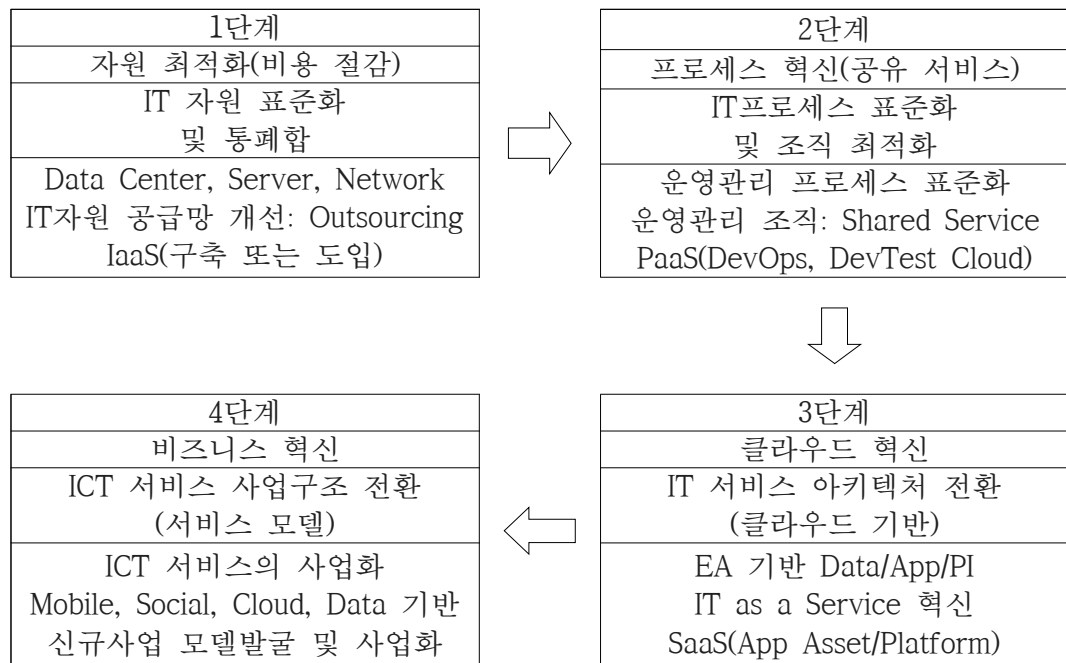 1단계
자원 최적화(비용 절감)
IT 자원 표준화
및 통폐합
Data Center, Server, Network
IT자원 공급망 개선: Outsourcing
IaaS(구축 또는 도입)
2단계
프로세스 혁신(공유 서비스)
IT프로세스 표준화
및 조직 최적화
운영관리 프로세스 표준화
운영관리 조직: Shared Service
PaaS(DevOps, DevTest Cloud)
3단계
클라우드 혁신
IT 서비스 아키텍처 전환
(클라우드 기반)
EA 기반 Data/App/PI
IT as a Service 혁신
SaaS(App Asset/Platform)
4단계
비즈니스 혁신
ICT 서비스 사업구조 전환
(서비스 모델)
ICT 서비스의 사업화
Mobile, Social, Cloud, Data 기반
신규사업 모델발굴 및 사업화